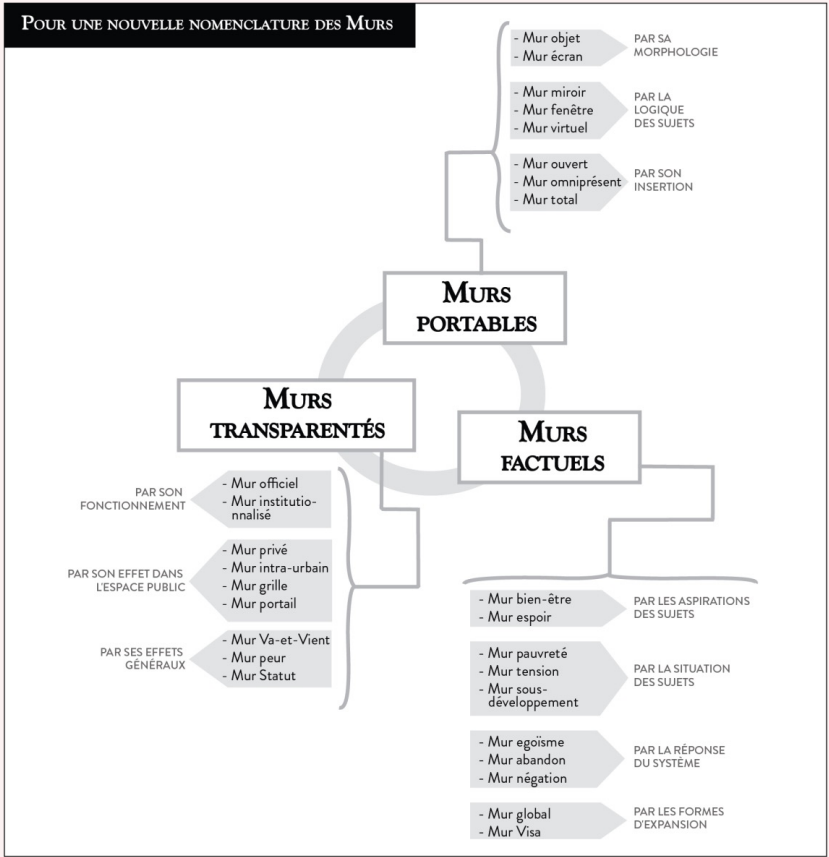 POUR UNE NOUVELLE NOMENCLATURE DES MURS
- Mur objet
- Mur écran
PAR SA
MORPHOLOGIE
- Mur miroir
- Mur fenêtre
- Mur virtuel
PAR LA
LOGIQUE
DES SUJETS
- Mur ouvert
- Mur omniprésent
- Mur total
PAR SON
INSERTION
MURS
PORTABLES
MURS
TRANSPARENTÉS
MURS
FACTUELS
PAR SON
FONCTIONNEMENT
- Mur officiel
- Mur institutio-
nnalisé
PAR SON EFFET DANS
L'ESPACE PUBLIC
- Mur privé
- Mur intra-urbain
- Mur grille
- Mur portail
PAR SES EFFETS
GÉNÉRAUX
- Mur Va-et-Vient
- Mur peur
- Mur Statut
- Mur bien-être
- Mur espoir
PAR LES ASPIRATIONS
DES SUJETS
- Mur pauvreté
- Mur tension
- Mur sous-
développement
PAR LA SITUATION
DES SUJETS
- Mur egoïsme
- Mur abandon
- Mur négation
PAR LA RÉPONSE
DU SYSTÈME
- Mur global
- Mur Visa
PAR LES FORMES
D'EXPANSION